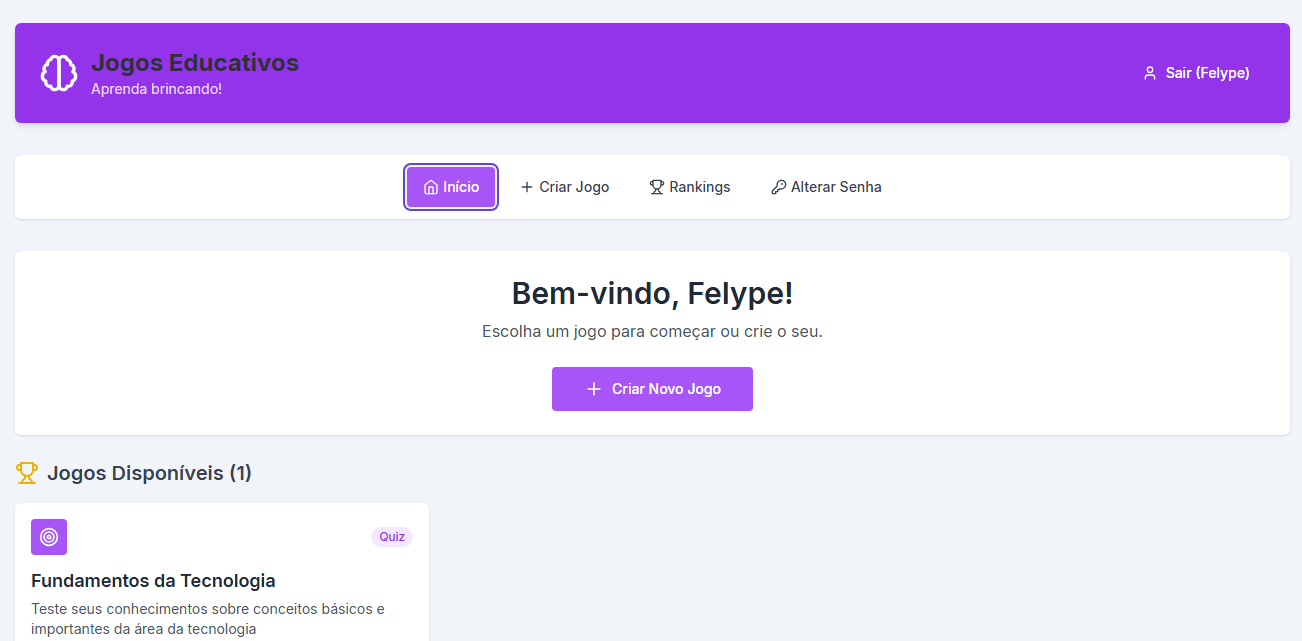 Jogos Educativos
Aprenda brincando!
Sair (Felype)
Início
Criar Jogo
Rankings
Alterar Senha
Bem-vindo, Felype!
Escolha um jogo para começar ou crie o seu.
Criar Novo Jogo
Jogos Disponíveis (1)
Quiz
Fundamentos da Tecnologia
Teste seus conhecimentos sobre conceitos básicos e
importantes da área da tecnologia